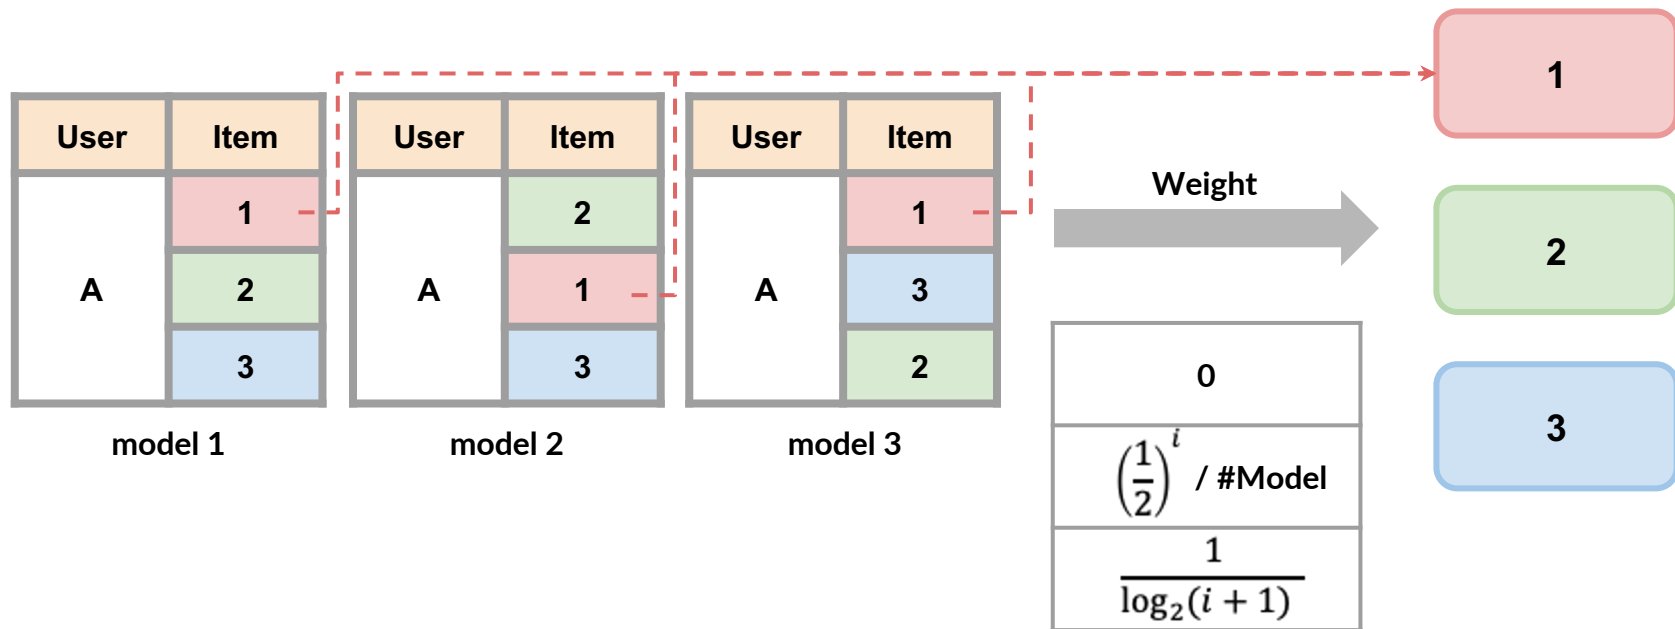 User Item
A
1
2
3
model 1
User Item
A
2
1
3
model 2
User Item
A
1
3
2
model 3
Weight
0
(1/2)^i / #Model
1/log₂(i + 1)
1
2
3